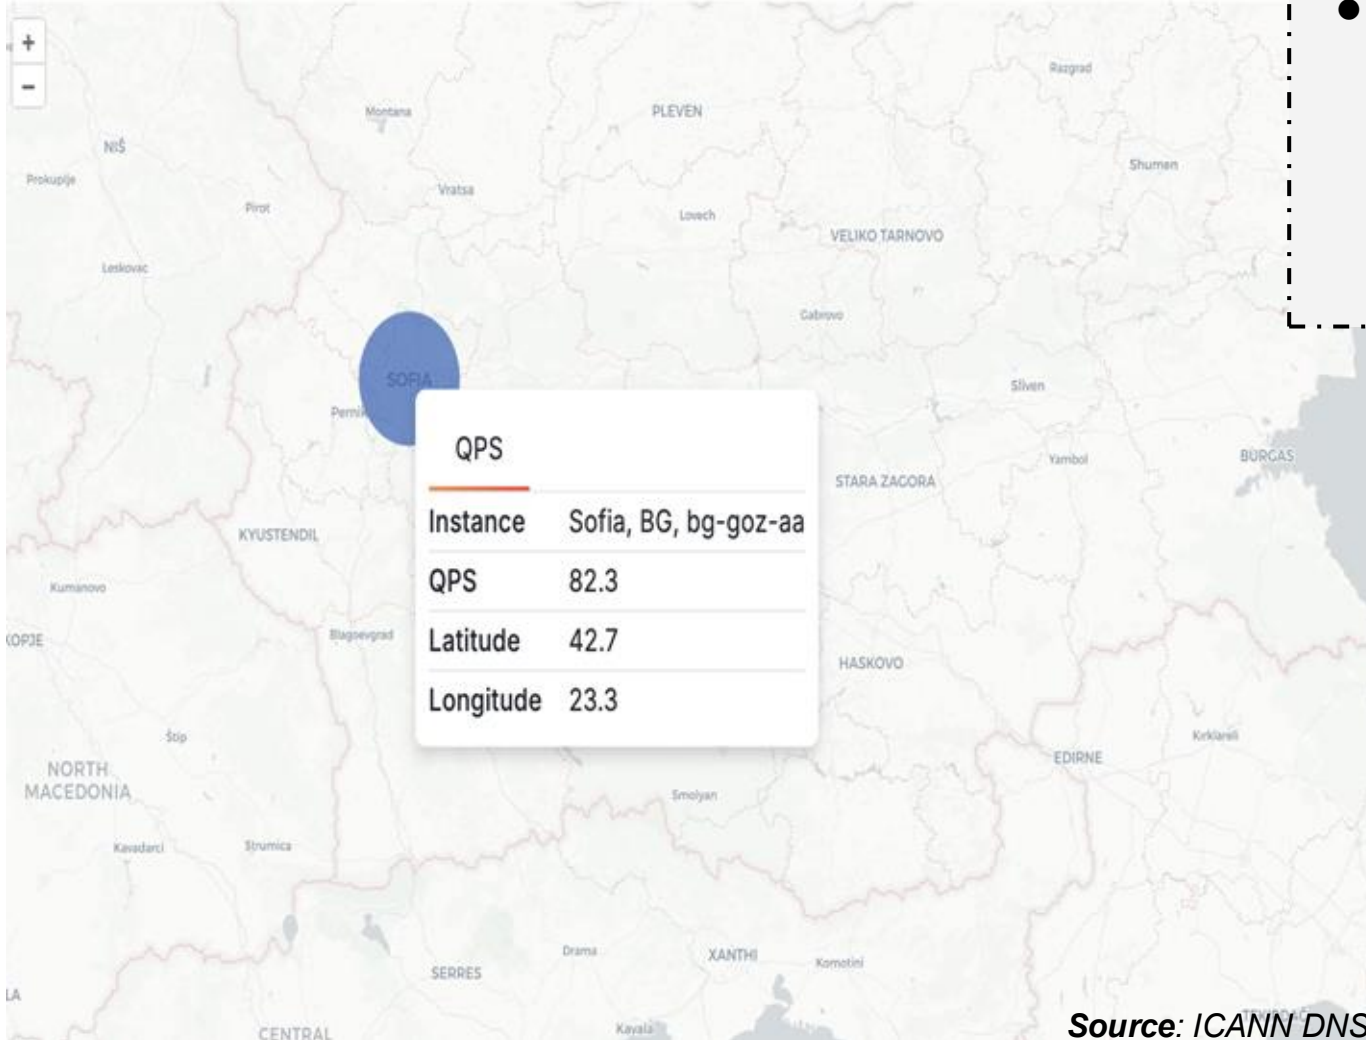 +
Razgrad
−
Montana
PLEVEN
NIŠ
Shumen
Prokuplje
Vratsa
Pirot
Lovech
VELIKO TARNOVO
Leskovac
Gabrovo
SOFIA
Sliven
Pernik
QPS
BURGAS
Yambol
STARA ZAGORA
Instance Sofia, BG, bg-goz-aa
KYUSTENDIL
QPS 82.3
Kumanovo
Blagoevgrad
KOPJE
Latitude 42.7
HASKOVO
Longitude 23.3
Štip
Kırklareli
EDIRNE
NORTH
MACEDONIA
Smolyan
Kavadarci
Strumica
Drama
XANTHI
Komotini
SERRES
LA
Kavala
CENTRAL
Source: ICANN DNS